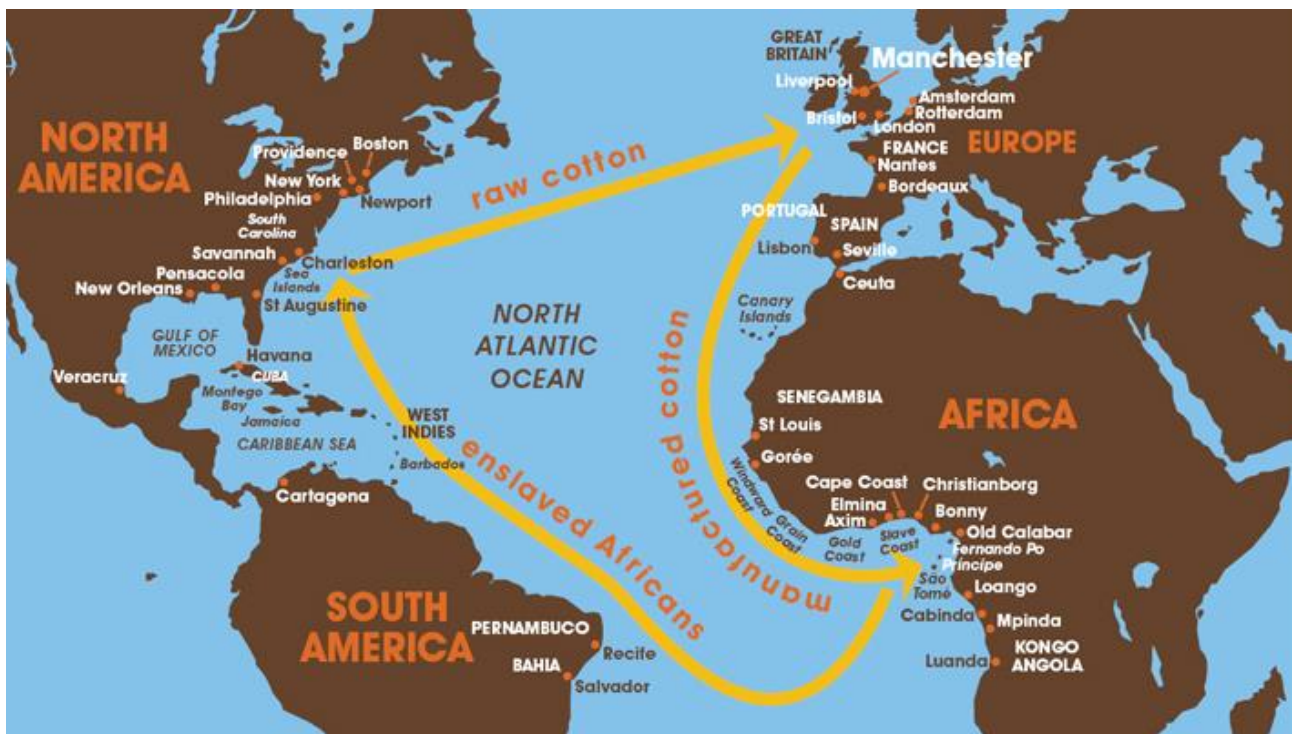 NORTH
AMERICA
Boston
Providence
New York
Newport
Philadelphia
South
Carolina
Savannah
Charleston
Sea
Islands
Pensacola
New Orleans
St Augustine
GULF OF
MEXICO
Havana
CUBA
Veracruz
Montego
Bay
Jamaica
WEST
INDIES
CARIBBEAN SEA
Barbados
Cartagena
SOUTH
AMERICA
PERNAMBUCO
Recife
BAHIA
Salvador
raw cotton
NORTH
ATLANTIC
OCEAN
enslaved Africans
manufactured cotton
GREAT
BRITAIN
Manchester
Liverpool
Bristol
London
Amsterdam
Rotterdam
EUROPE
FRANCE
Nantes
Bordeaux
PORTUGAL
SPAIN
Lisbon
Seville
Ceuta
Canary
Islands
AFRICA
SENEGAMBIA
St Louis
Gorée
Windward
Coast
Grain
Coast
Cape Coast
Christianborg
Elmina
Axim
Bonny
Gold
Coast
Slave
Coast
Old Calabar
Fernando Po
Príncipe
São
Tomé
Loango
Cabinda
Mpinda
KONGO
Luanda
ANGOLA